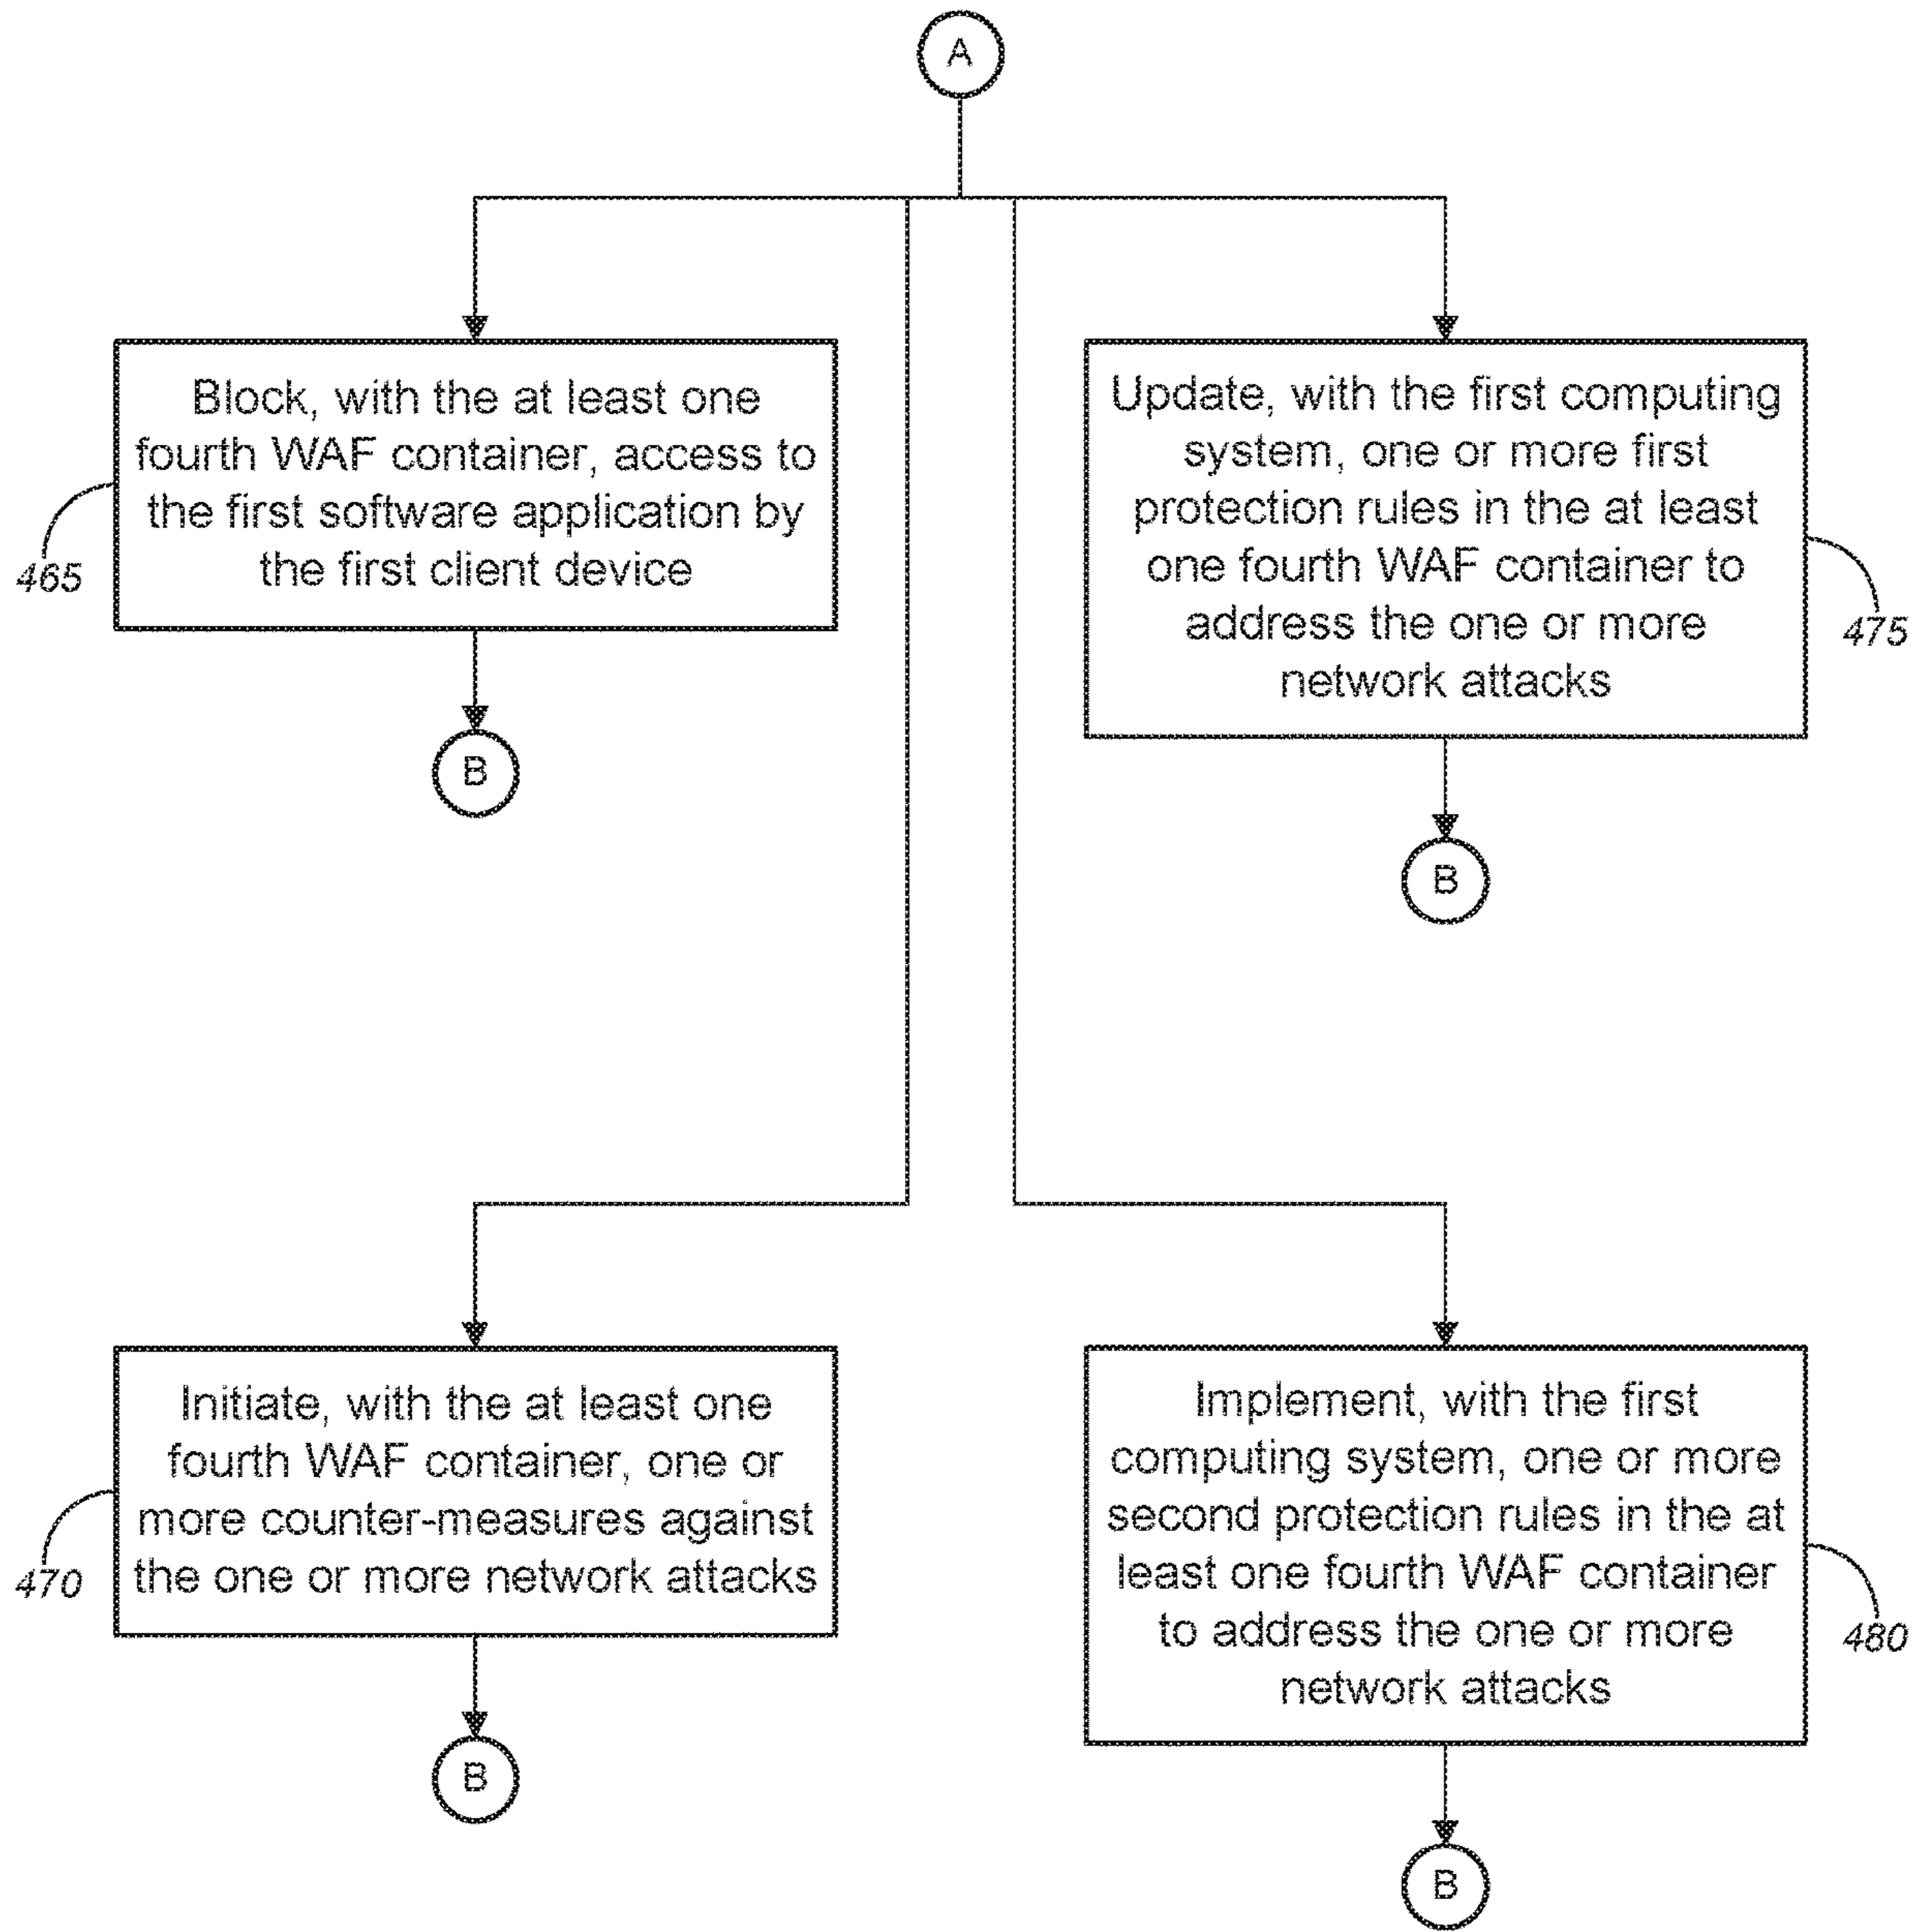 A
Block, with the at least one
fourth WAF container, access to
the first software application by
the first client device
465
B
Update, with the first computing
system, one or more first
protection rules in the at least
one fourth WAF container to
address the one or more
network attacks
475
B
Initiate, with the at least one
fourth WAF container, one or
more counter-measures against
the one or more network attacks
470
B
Implement, with the first
computing system, one or more
second protection rules in the at
least one fourth WAF container
to address the one or more
network attacks
480
B